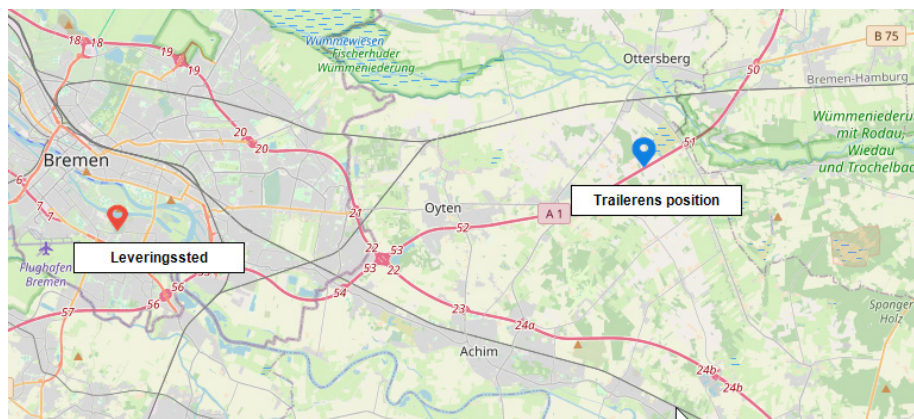 18
18
19
19
Wümmewiesen
Fischerhuder
Wümmeniederung
Ottersberg
B 75
50
Bremen-Hamburg
20
20
51
Wümmeniederung
mit Rodau,
Wiedau
und Trochelbac
Bremen
6
7
7
21
Oyten
A 1
Trailerens position
52
22
53
53
22
Leveringssted
Flughafen
Bremen
54
56
56
57
23
24a
Achim
24b
24b
Spanger
Holz